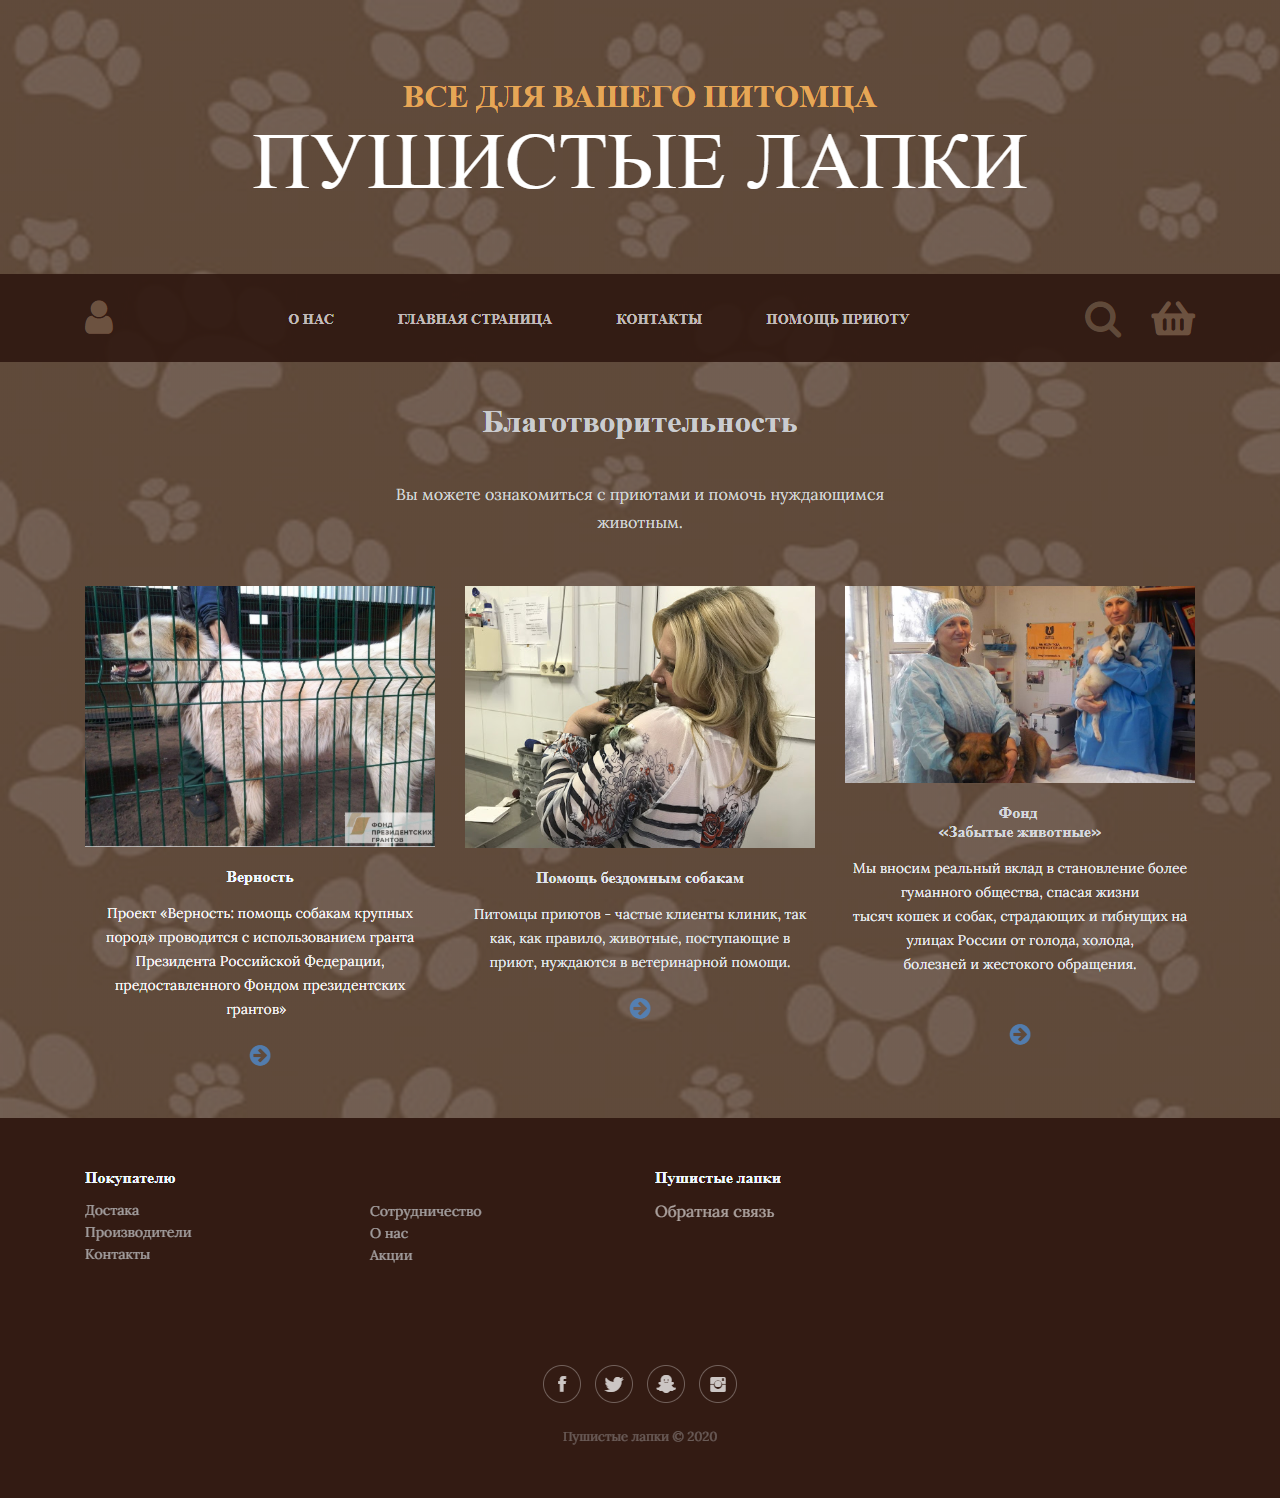 ВСЕ ДЛЯ ВАШЕГО ПИТОМЦА
ПУШИСТЫЕ ЛАПКИ
О НАС
ГЛАВНАЯ СТРАНИЦА
КОНТАКТЫ
ПОМОЩЬ ПРИЮТУ
Благотворительность
Вы можете ознакомиться с приютами и помочь нуждающимся
животным.
ФОНД
ПРЕЗИДЕНТСКИХ
ГРАНТОВ
Верность
Проект «Верность: помощь собакам крупных
пород» проводится с использованием гранта
Президента Российской Федерации,
предоставленного Фондом президентских
грантов»
Помощь бездомным собакам
Питомцы приютов - частые клиенты клиник, так
как, как правило, животные, поступающие в
приют, нуждаются в ветеринарной помощи.
Фонд
«Забытые животные»
Мы вносим реальный вклад в становление более
гуманного общества, спасая жизни
тысяч кошек и собак, страдающих и гибнущих на
улицах России от голода, холода,
болезней и жестокого обращения.
Покупателю
Достака
Производители
Контакты
Сотрудничество
О нас
Акции
Пушистые лапки
Обратная связь
Пушистые лапки © 2020